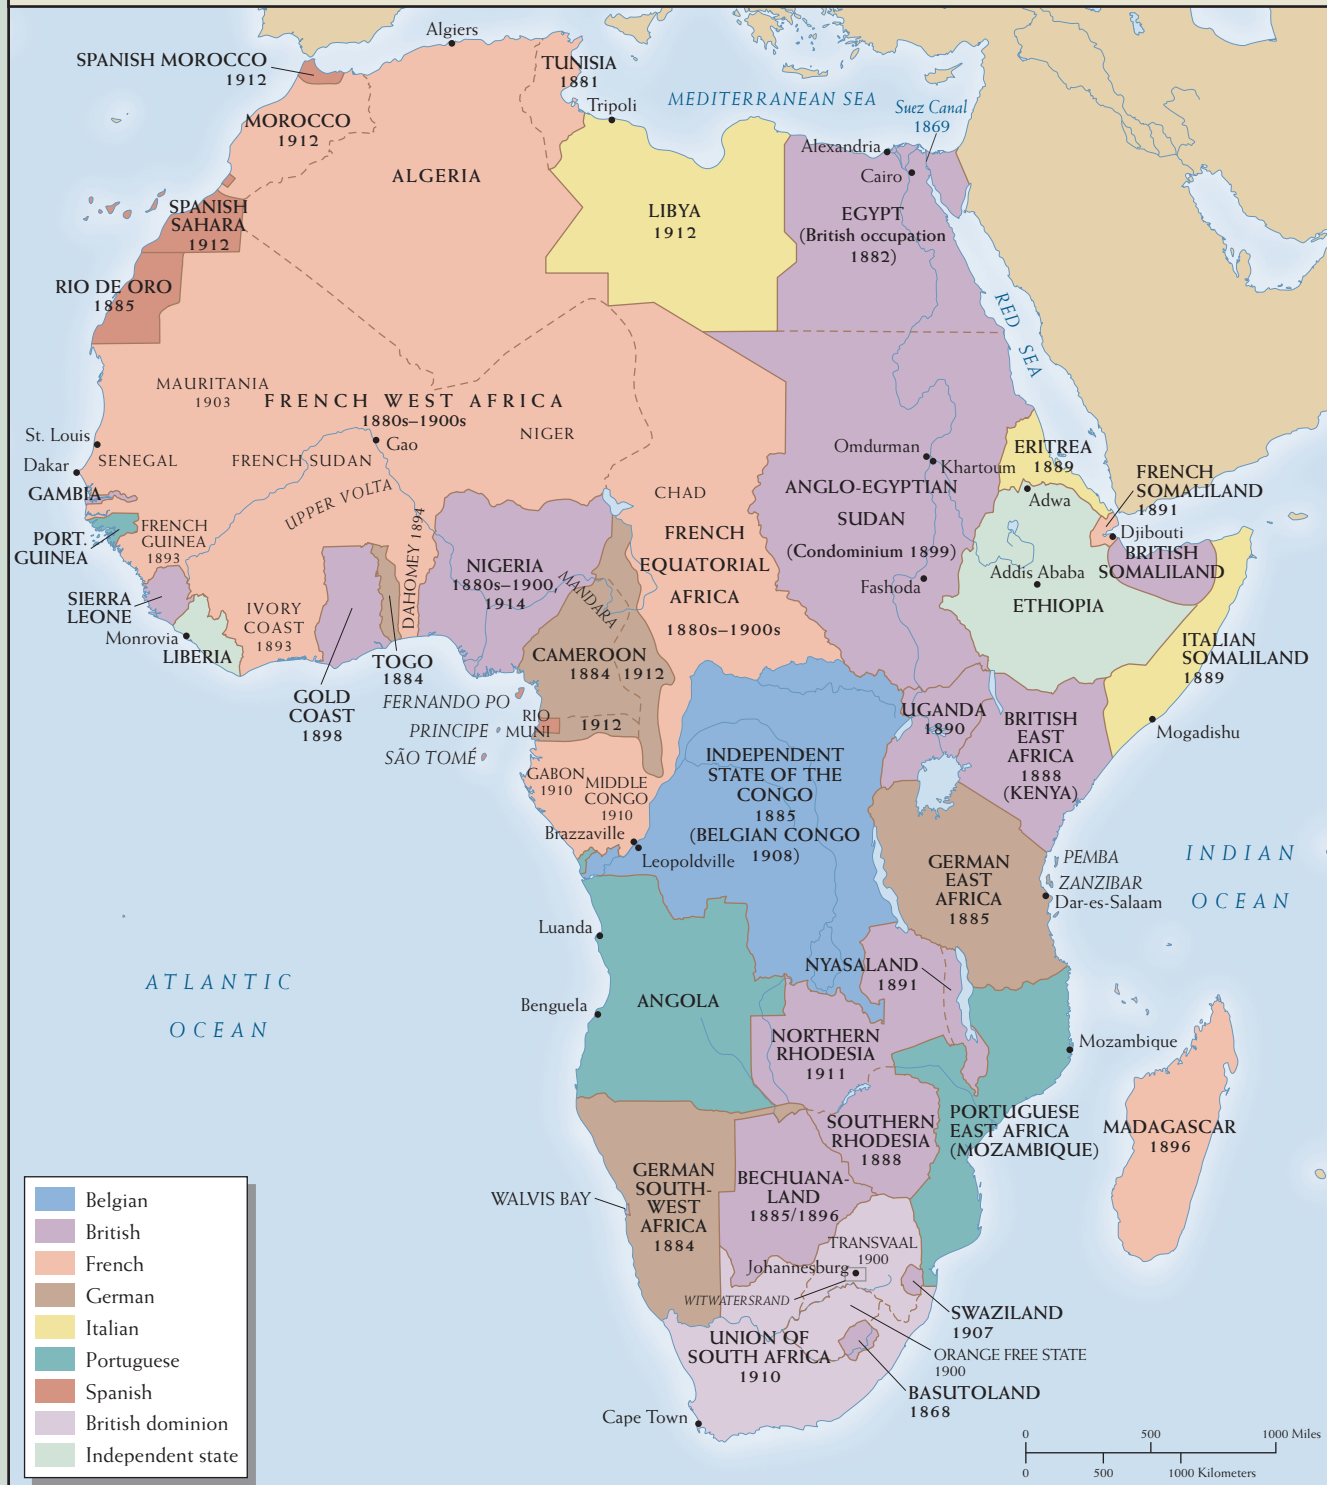 Algiers
SPANISH MOROCCO
1912
TUNISIA
1881
Tripoli
MEDITERRANEAN SEA
Suez Canal
1869
MOROCCO
1912
Alexandria
Cairo
ALGERIA
SPANISH
SAHARA
1912
LIBYA
1912
EGYPT
(British occupation
1882)
RIO DE ORO
1885
RED SEA
MAURITANIA
1903
FRENCH WEST AFRICA
1880s–1900s
St. Louis
Gao
NIGER
Dakar
SENEGAL
FRENCH SUDAN
Omdurman
Khartoum
ERITREA
1889
Adwa
FRENCH
SOMALILAND
1891
Djibouti
GAMBIA
UPPER VOLTA
CHAD
ANGLO-EGYPTIAN
SUDAN
(Condominium 1899)
PORT.
GUINEA
FRENCH
GUINEA
1893
DAHOMEY 1894
FRENCH
EQUATORIAL
AFRICA
1880s–1900s
BRITISH
SOMALILAND
NIGERIA
1880s–1900,
1914
MANDARA
Fashoda
Addis Ababa
ETHIOPIA
SIERRA
LEONE
IVORY
COAST
1893
Monrovia
LIBERIA
TOGO
1884
CAMEROON
1884 1912
ITALIAN
SOMALILAND
1889
GOLD
COAST
1898
FERNANDO PO
PRINCIPE
SÃO TOMÉ
RIO
MUNI
1912
UGANDA
1890
BRITISH
EAST
AFRICA
1888
(KENYA)
Mogadishu
GABON
1910
MIDDLE
CONGO
1910
INDEPENDENT
STATE OF THE
CONGO
1885
(BELGIAN CONGO
1908)
Brazzaville
Leopoldville
GERMAN
EAST
AFRICA
1885
PEMBA
ZANZIBAR
Dar-es-Salaam
INDIAN
OCEAN
Luanda
ATLANTIC
OCEAN
NYASALAND
1891
Benguela
ANGOLA
NORTHERN
RHODESIA
1911
Mozambique
SOUTHERN
RHODESIA
1888
PORTUGUESE
EAST AFRICA
(MOZAMBIQUE)
MADAGASCAR
1896
GERMAN
SOUTH-
WEST
AFRICA
1884
BECHUANA-
LAND
1885/1896
WALVIS BAY
TRANSVAAL
1900
Johannesburg
WITWATERSRAND
SWAZILAND
1907
UNION OF
SOUTH AFRICA
1910
ORANGE FREE STATE
1900
BASUTOLAND
1868
Cape Town
Belgian
British
French
German
Italian
Portuguese
Spanish
British dominion
Independent state
0 500 1000 Miles
0 500 1000 Kilometers